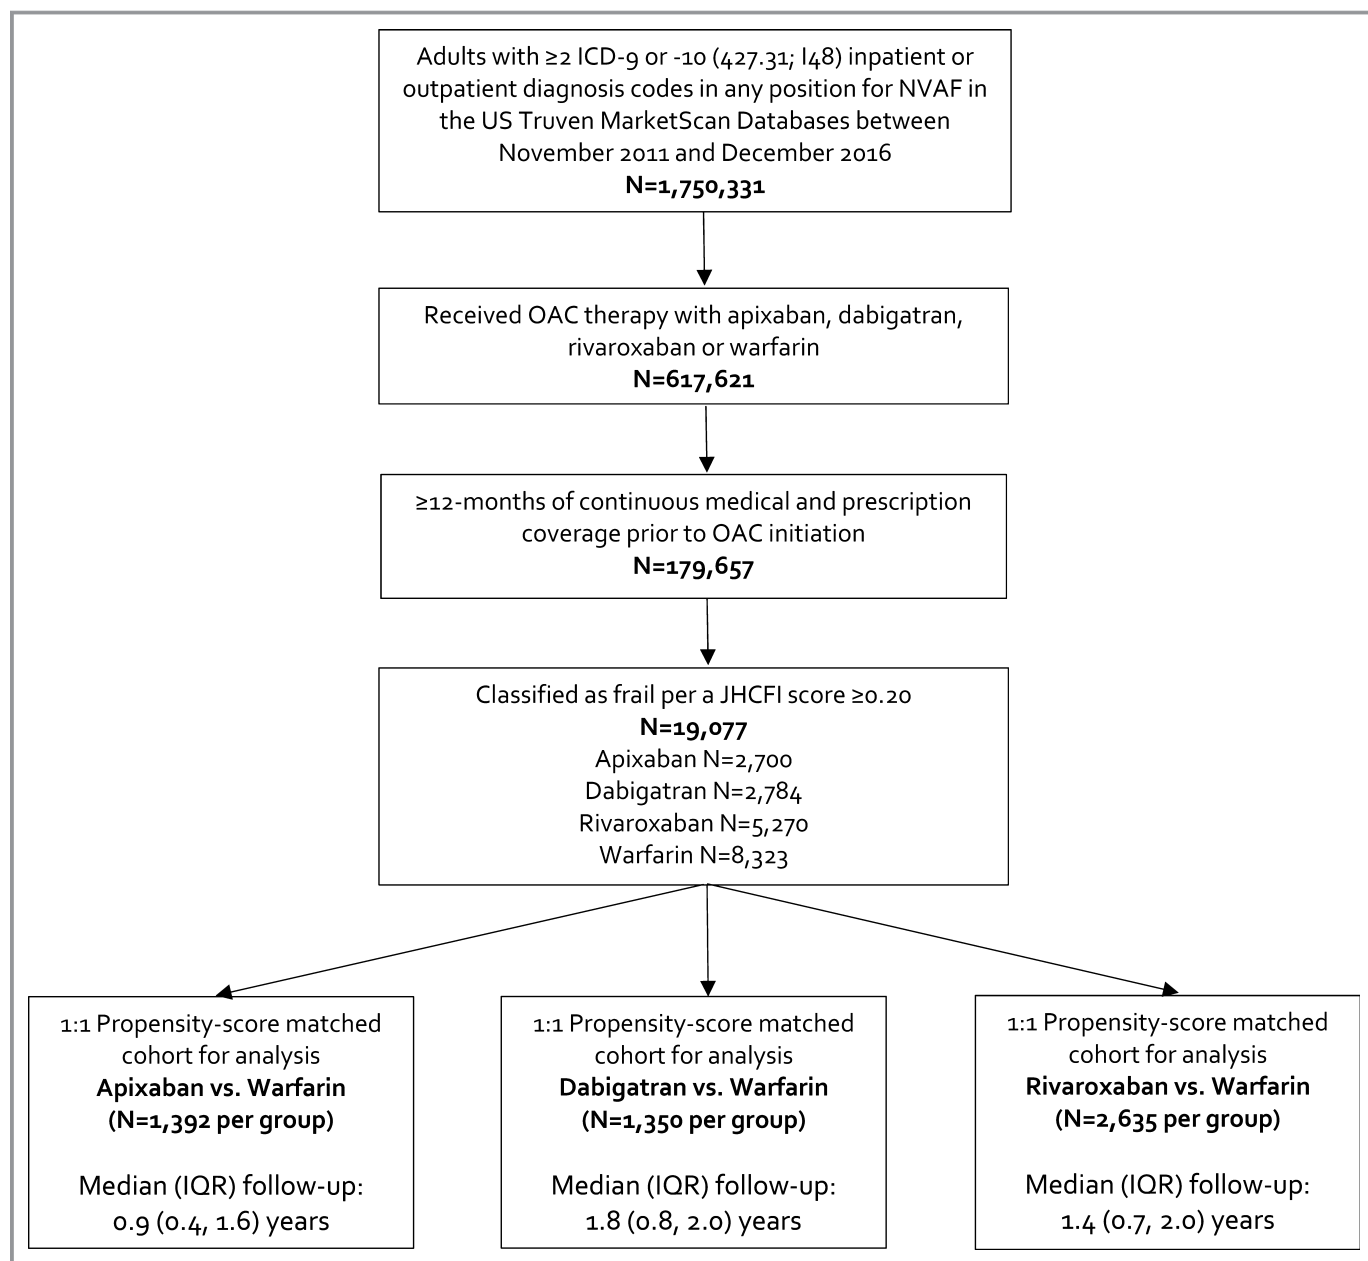 Adults with ≥2 ICD-9 or -10 (427.31; I48) inpatient or
outpatient diagnosis codes in any position for NVAF in
the US Truven MarketScan Databases between
November 2011 and December 2016
N=1,750,331
Received OAC therapy with apixaban, dabigatran,
rivaroxaban or warfarin
N=617,621
≥12-months of continuous medical and prescription
coverage prior to OAC initiation
N=179,657
Classified as frail per a JHCFI score ≥0.20
N=19,077
Apixaban N=2,700
Dabigatran N=2,784
Rivaroxaban N=5,270
Warfarin N=8,323
1:1 Propensity-score matched
cohort for analysis
Apixaban vs. Warfarin
(N=1,392 per group)
Median (IQR) follow-up:
0.9 (0.4, 1.6) years
1:1 Propensity-score matched
cohort for analysis
Dabigatran vs. Warfarin
(N=1,350 per group)
Median (IQR) follow-up:
1.8 (0.8, 2.0) years
1:1 Propensity-score matched
cohort for analysis
Rivaroxaban vs. Warfarin
(N=2,635 per group)
Median (IQR) follow-up:
1.4 (0.7, 2.0) years